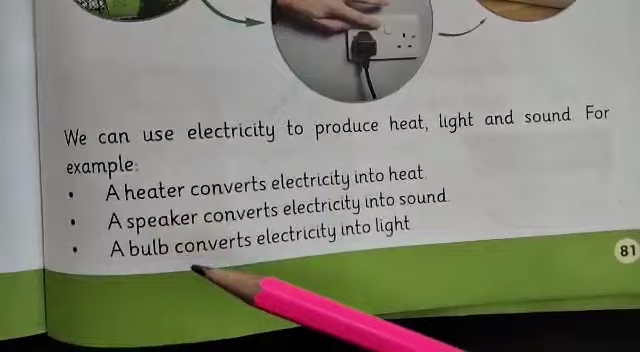 We can use electricity to produce heat, light and sound. For
example:
• A heater converts electricity into heat.
• A speaker converts electricity into sound.
• A bulb converts electricity into light
81